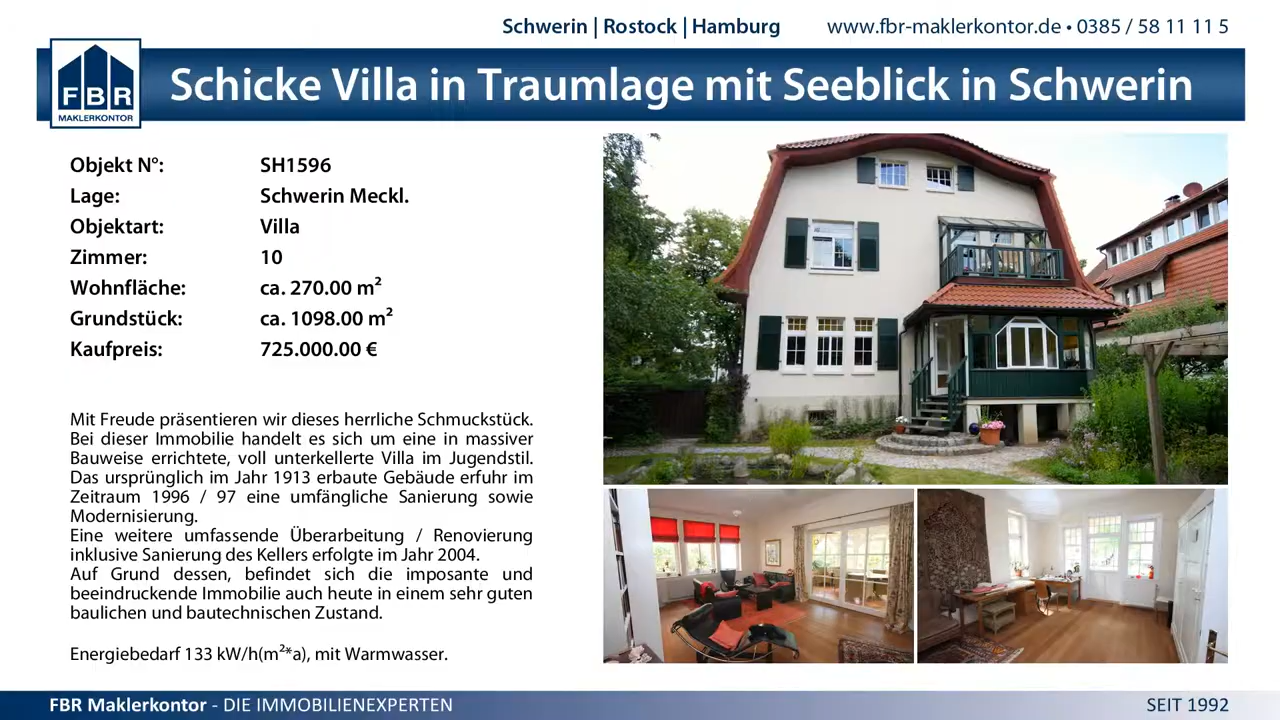 Schwerin | Rostock | Hamburg
www.fbr-maklerkontor.de • 0385 / 58 11 11 5
FBR
MAKLERKONTOR
Schicke Villa in Traumlage mit Seeblick in Schwerin
Objekt N°: SH1596
Lage: Schwerin Meckl.
Objektart: Villa
Zimmer: 10
Wohnfläche: ca. 270.00 m²
Grundstück: ca. 1098.00 m²
Kaufpreis: 725.000.00 €
Mit Freude präsentieren wir dieses herrliche Schmuckstück.
Bei dieser Immobilie handelt es sich um eine in massiver
Bauweise errichtete, voll unterkellerte Villa im Jugendstil.
Das ursprünglich im Jahr 1913 erbaute Gebäude erfuhr im
Zeitraum 1996 / 97 eine umfängliche Sanierung sowie
Modernisierung.
Eine weitere umfassende Überarbeitung / Renovierung
inklusive Sanierung des Kellers erfolgte im Jahr 2004.
Auf Grund dessen, befindet sich die imposante und
beeindruckende Immobilie auch heute in einem sehr guten
baulichen und bautechnischen Zustand.
Energiebedarf 133 kW/h(m²*a), mit Warmwasser.
FBR Maklerkontor - DIE IMMOBILIENEXPERTEN
SEIT 1992